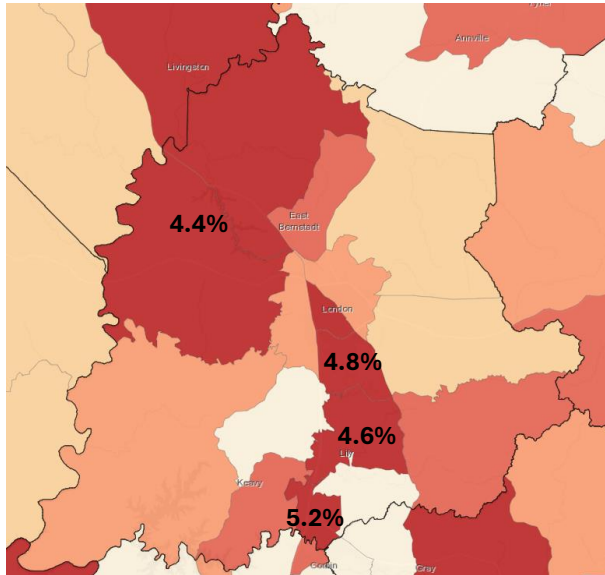 Tyner
Annville
Livingston
East
Bernstadt
4.4%
London
4.8%
4.6%
Lily
Keavy
5.2%
Corbin
Gray